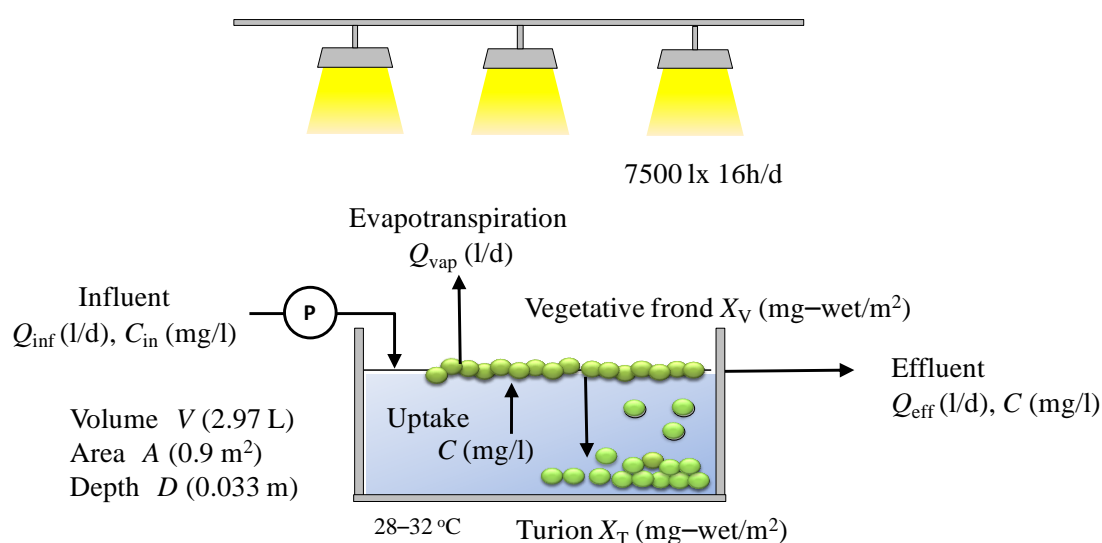 7500 lx 16h/d
Evapotranspiration
Q_vap (l/d)
Influent
Q_inf (l/d), C_in (mg/l)
P
Vegetative frond X_V (mg–wet/m²)
Effluent
Q_eff (l/d), C (mg/l)
Volume V (2.97 L)
Area A (0.9 m²)
Depth D (0.033 m)
Uptake
C (mg/l)
28–32 °C
Turion X_T (mg–wet/m²)